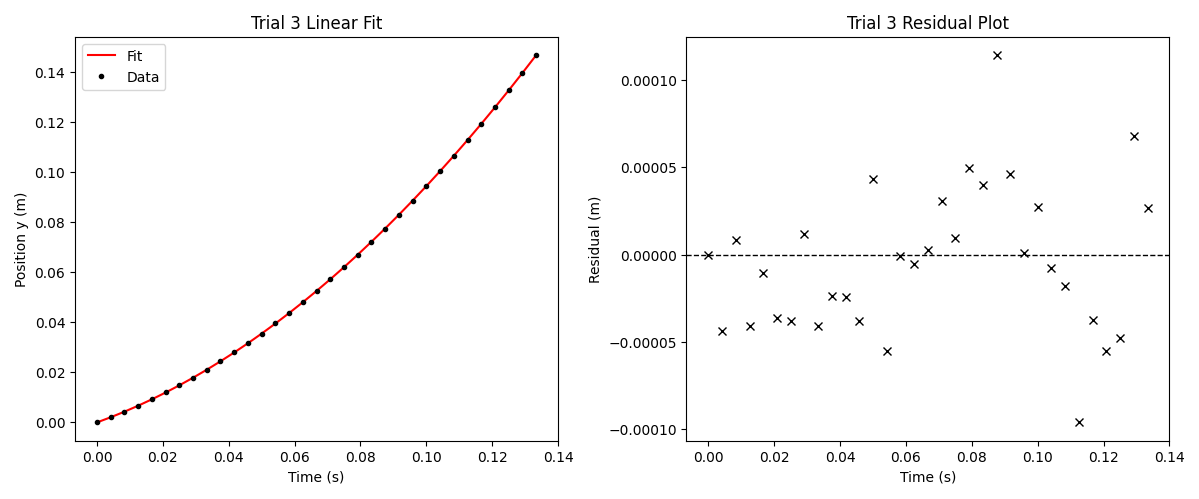 Trial 3 Linear Fit
Fit
Data
0.14
0.12
0.10
0.08
0.06
0.04
0.02
0.00
Position y (m)
0.00 0.02 0.04 0.06 0.08 0.10 0.12 0.14
Time (s)
Trial 3 Residual Plot
0.00010
0.00005
0.00000
−0.00005
−0.00010
Residual (m)
0.00 0.02 0.04 0.06 0.08 0.10 0.12 0.14
Time (s)